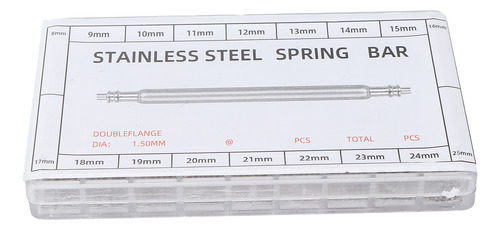 8mm 9mm 10mm 11mm 12mm 13mm 14mm 15mm 16mm
STAINLESS STEEL SPRING BAR
DOUBLEFLANGE
DIA: 1.50MM @ PCS TOTAL PCS
17mm 18mm 19mm 20mm 21mm 22mm 23mm 24mm 25mm